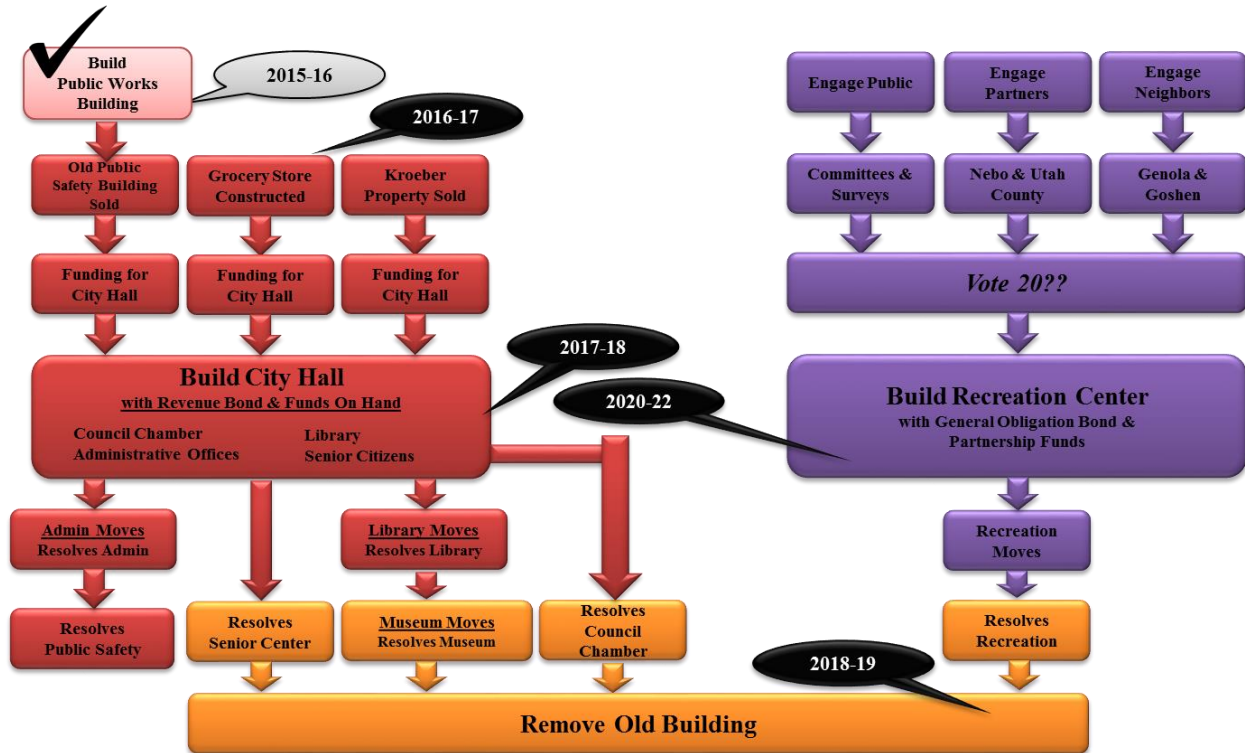 Build
Public Works
Building
2015-16
2016-17
Engage Public
Engage
Partners
Engage
Neighbors
Old Public
Safety Building
Sold
Grocery Store
Constructed
Kroeber
Property Sold
Committees &
Surveys
Nebo & Utah
County
Genola &
Goshen
Funding for
City Hall
Funding for
City Hall
Funding for
City Hall
Vote 20??
Build City Hall
with Revenue Bond & Funds On Hand
Council Chamber
Administrative Offices
Library
Senior Citizens
2017-18
2020-22
Build Recreation Center
with General Obligation Bond &
Partnership Funds
Admin Moves
Resolves Admin
Library Moves
Resolves Library
Recreation
Moves
Resolves
Public Safety
Resolves
Senior Center
Museum Moves
Resolves Museum
Resolves
Council
Chamber
Resolves
Recreation
2018-19
Remove Old Building